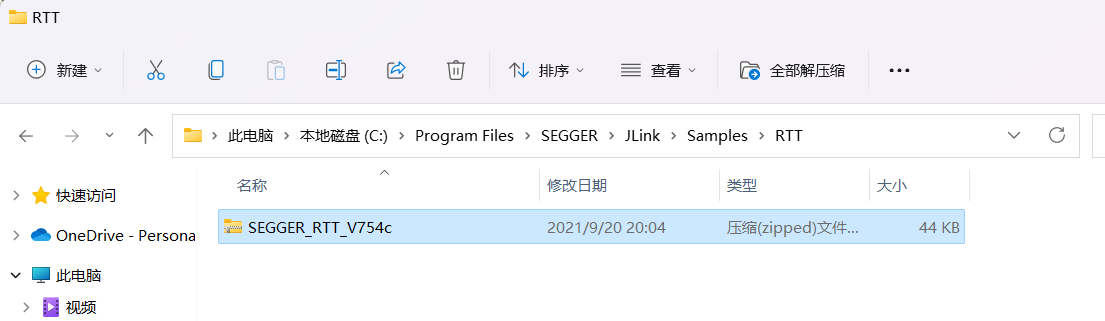 RTT
新建 排序 查看 全部解压缩
此电脑 本地磁盘 (C:) Program Files SEGGER JLink Samples RTT
名称 修改日期 类型 大小
快速访问
SEGGER_RTT_V754c 2021/9/20 20:04 压缩(zipped)文件... 44 KB
OneDrive - Persona
此电脑
视频